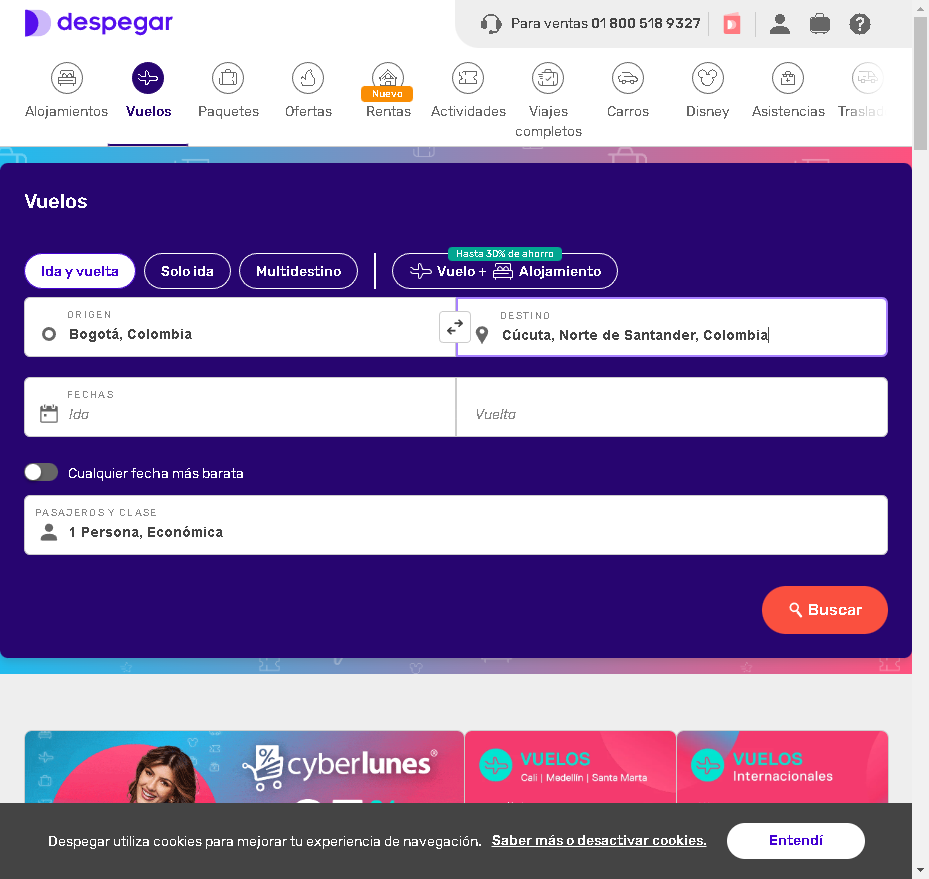 despegar
Para ventas 01 800 518 9327
Alojamientos
Vuelos
Paquetes
Ofertas
Nuevo
Rentas
Actividades
Viajes
completos
Carros
Disney
Asistencias
Traslad
Vuelos
Hasta 30% de ahorro
Ida y vuelta
Solo ida
Multidestino
Vuelo + Alojamiento
ORIGEN
Bogotá, Colombia
DESTINO
Cúcuta, Norte de Santander, Colombia
FECHAS
Ida
Vuelta
Cualquier fecha más barata
PASAJEROS Y CLASE
1 Persona, Económica
Buscar
cyberlunes®
VUELOS
Cali | Medellín | Santa Marta
VUELOS
Internacionales
Despegar utiliza cookies para mejorar tu experiencia de navegación. Saber más o desactivar cookies.
Entendí